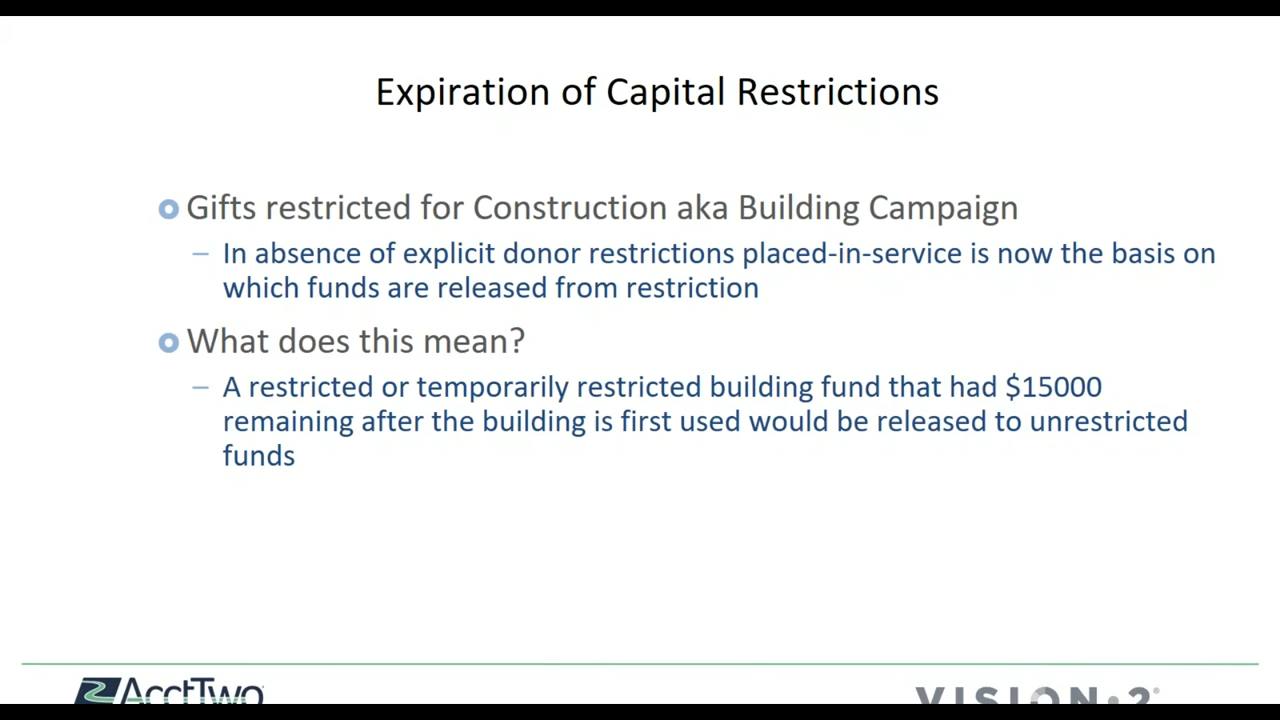 Expiration of Capital Restrictions
Gifts restricted for Construction aka Building Campaign
– In absence of explicit donor restrictions placed-in-service is now the basis on
which funds are released from restriction
What does this mean?
– A restricted or temporarily restricted building fund that had $15000
remaining after the building is first used would be released to unrestricted
funds
AcctTwo
VISION·2